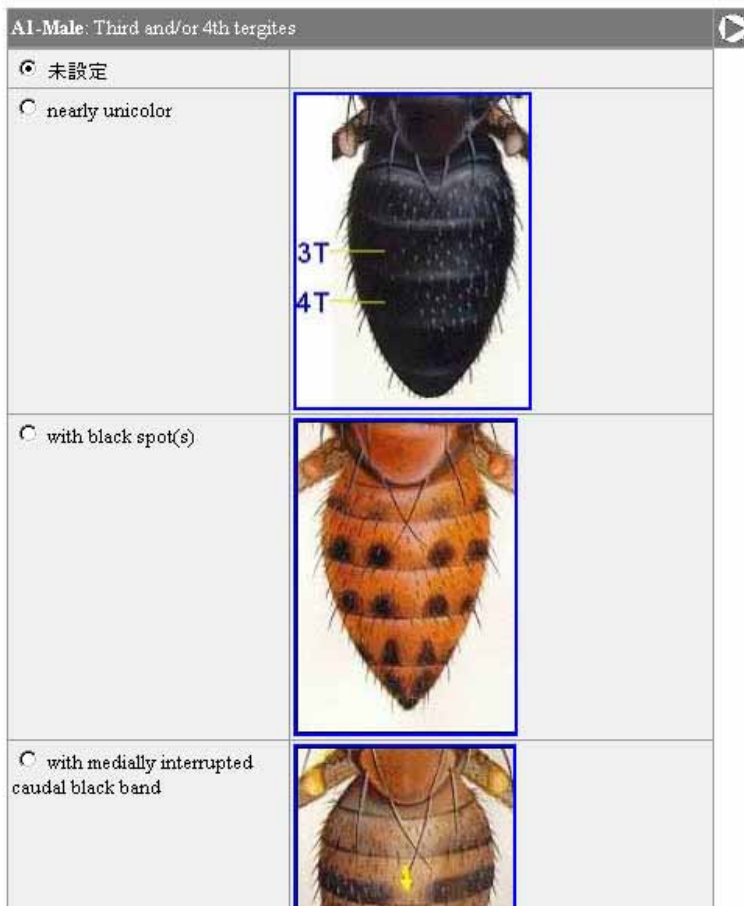 A1-Male: Third and/or 4th tergites
未設定
nearly unicolor
3T
4T
with black spot(s)
with medially interrupted
caudal black band